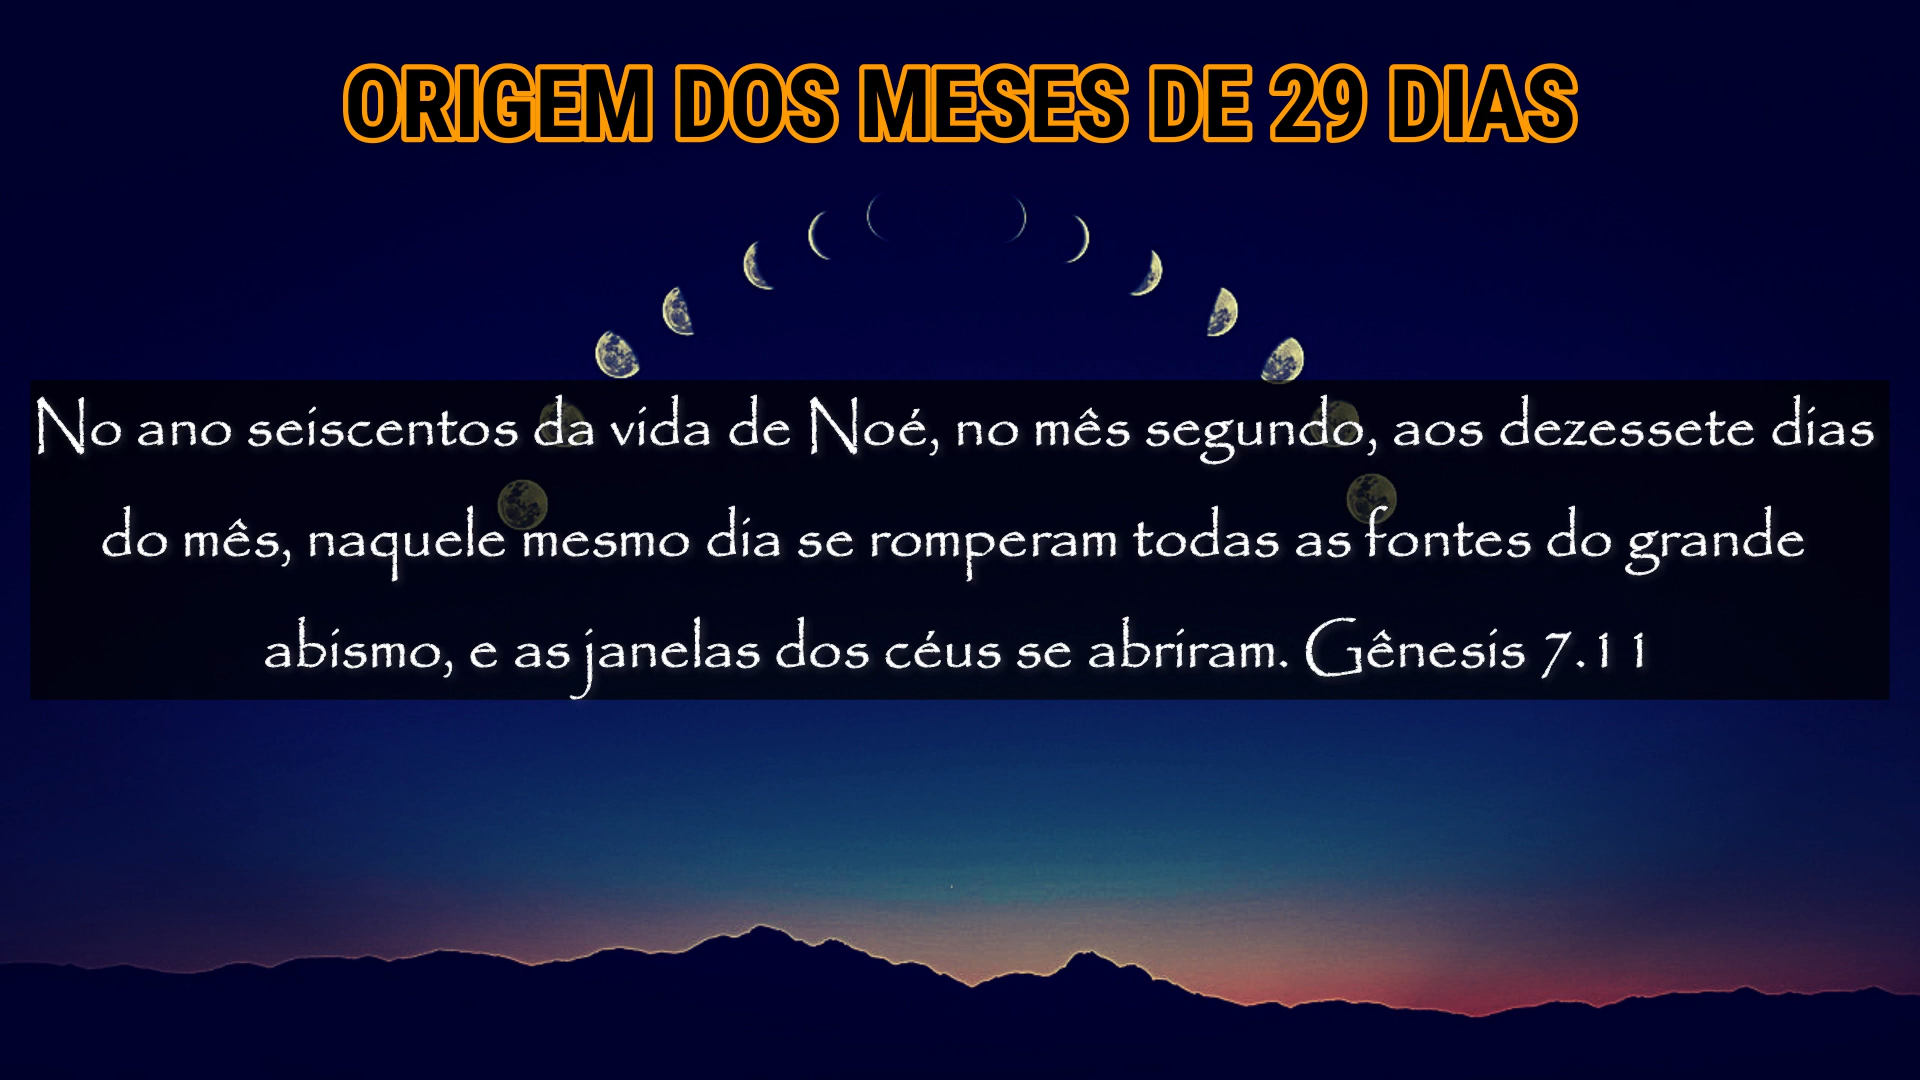 ORIGEM DOS MESES DE 29 DIAS
No ano seiscentos da vida de Noé, no mês segundo, aos dezessete dias
do mês, naquele mesmo dia se romperam todas as fontes do grande
abismo, e as janelas dos céus se abriram. Gênesis 7.11